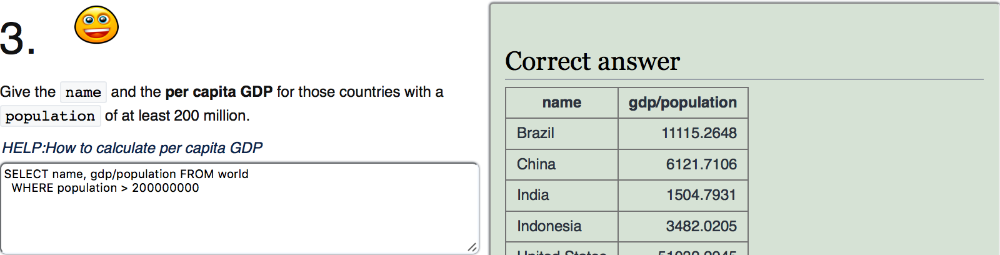 3.
Give the name and the per capita GDP for those countries with a
population of at least 200 million.
HELP:How to calculate per capita GDP
SELECT name, gdp/population FROM world
WHERE population > 200000000
Correct answer
name gdp/population
Brazil 11115.2648
China 6121.7106
India 1504.7931
Indonesia 3482.0205
United States